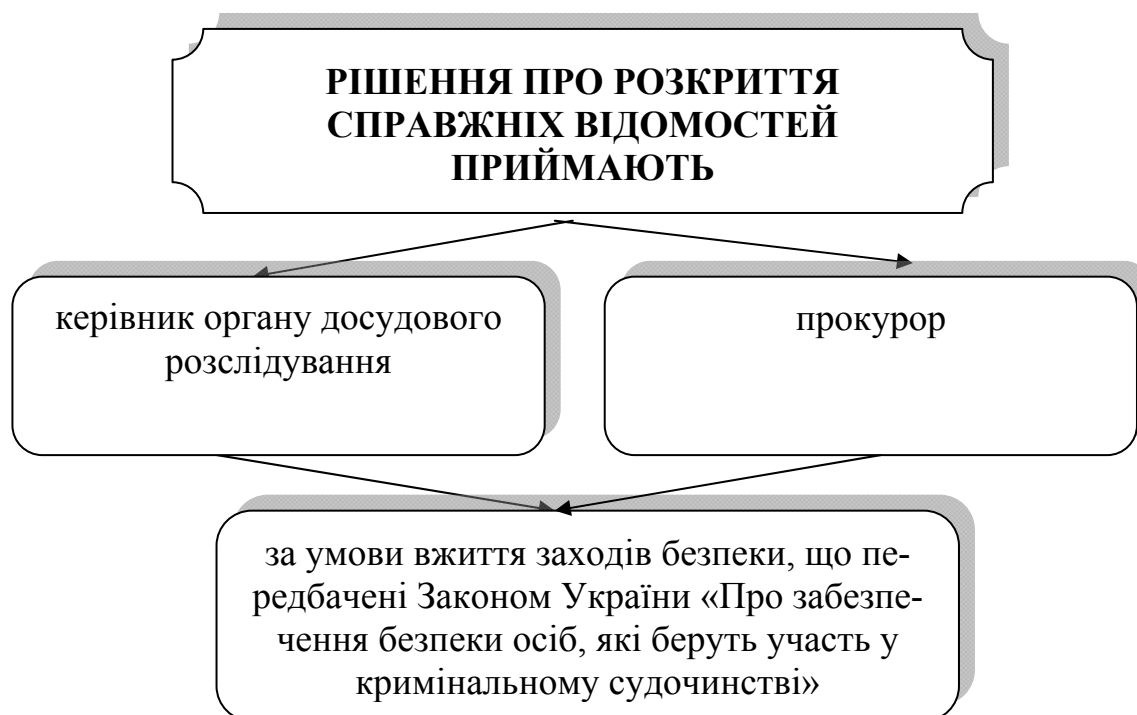 РІШЕННЯ ПРО РОЗКРИТТЯ
СПРАВЖНІХ ВІДОМОСТЕЙ
ПРИЙМАЮТЬ
керівник органу досудового
розслідування
прокурор
за умови вжиття заходів безпеки, що пе-
редбачені Законом України «Про забезпе-
чення безпеки осіб, які беруть участь у
кримінальному судочинстві»